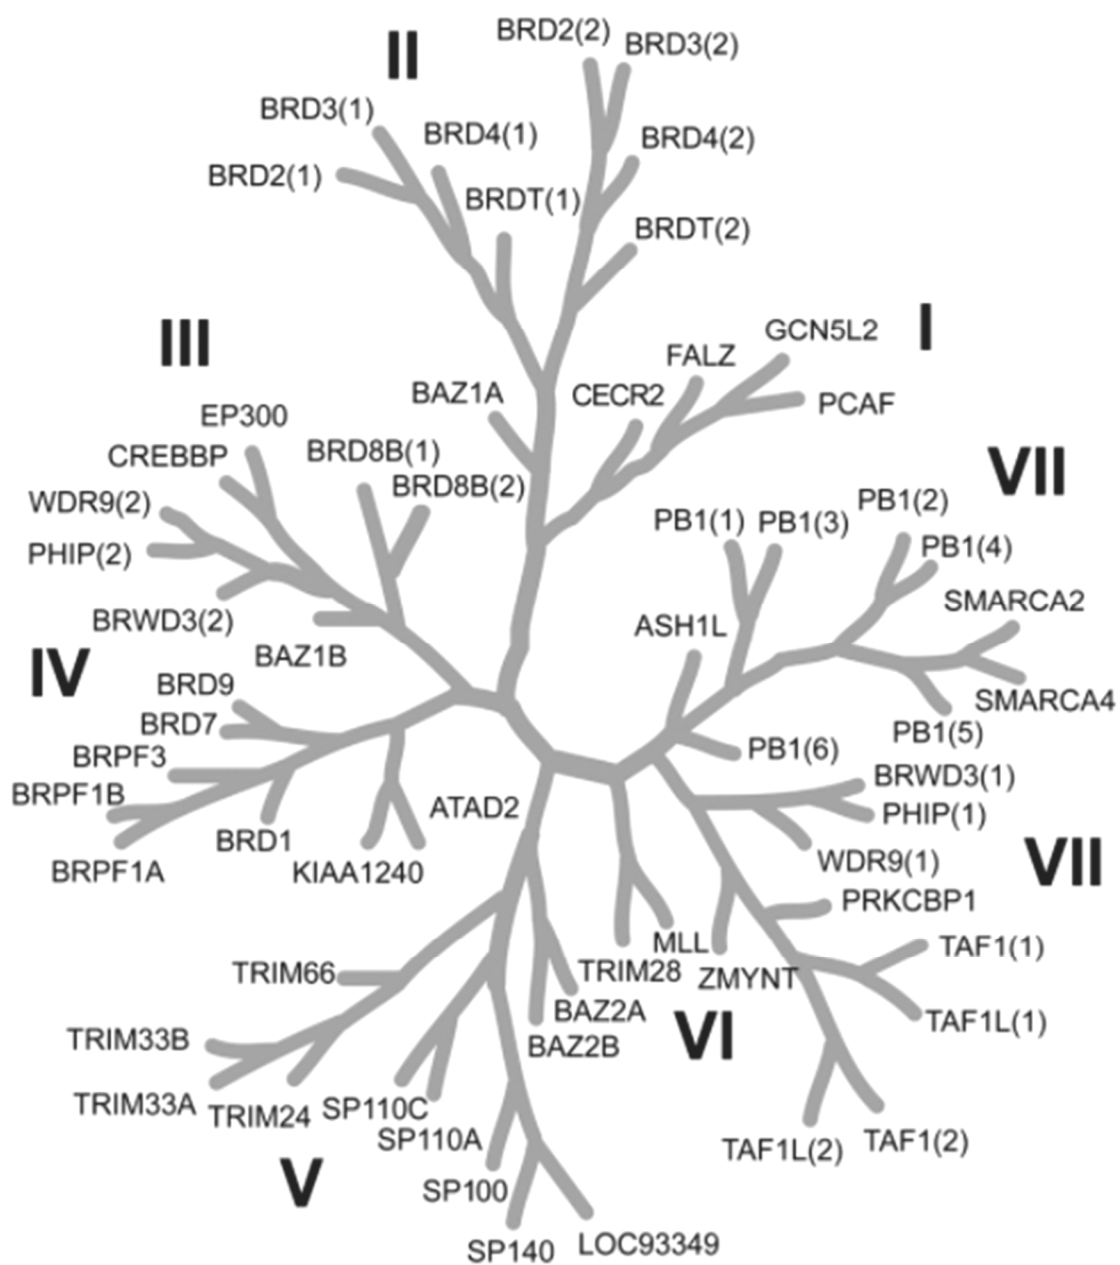 BRD2(2)
BRD3(2)
II
BRD3(1)
BRD4(1)
BRD4(2)
BRD2(1)
BRDT(1)
BRDT(2)
I
GCN5L2
III
FALZ
BAZ1A
CECR2
PCAF
EP300
BRD8B(1)
CREBBP
VII
BRD8B(2)
WDR9(2)
PB1(2)
PB1(1)
PB1(3)
PHIP(2)
PB1(4)
SMARCA2
BRWD3(2)
ASH1L
BAZ1B
IV
BRD9
SMARCA4
BRD7
PB1(5)
BRPF3
PB1(6)
BRWD3(1)
BRPF1B
ATAD2
PHIP(1)
BRD1
WDR9(1)
VII
BRPF1A
KIAA1240
PRKCBP1
MLL
TAF1(1)
TRIM66
TRIM28
ZMYNT
BAZ2A
TAF1L(1)
TRIM33B
BAZ2B
VI
TRIM33A
TRIM24
SP110C
SP110A
TAF1L(2)
TAF1(2)
V
SP100
SP140
LOC93349